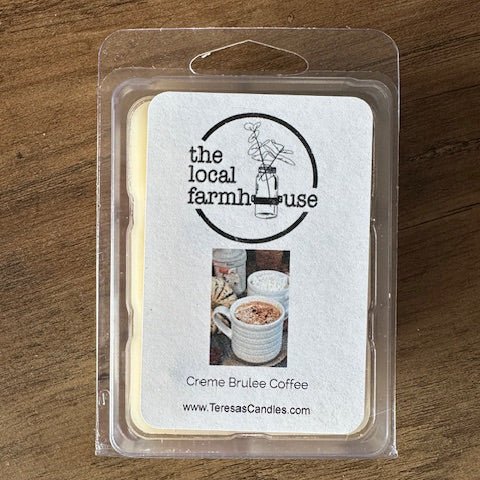 the
local
farmhouse
Creme Brulee Coffee
www.TeresasCandles.com